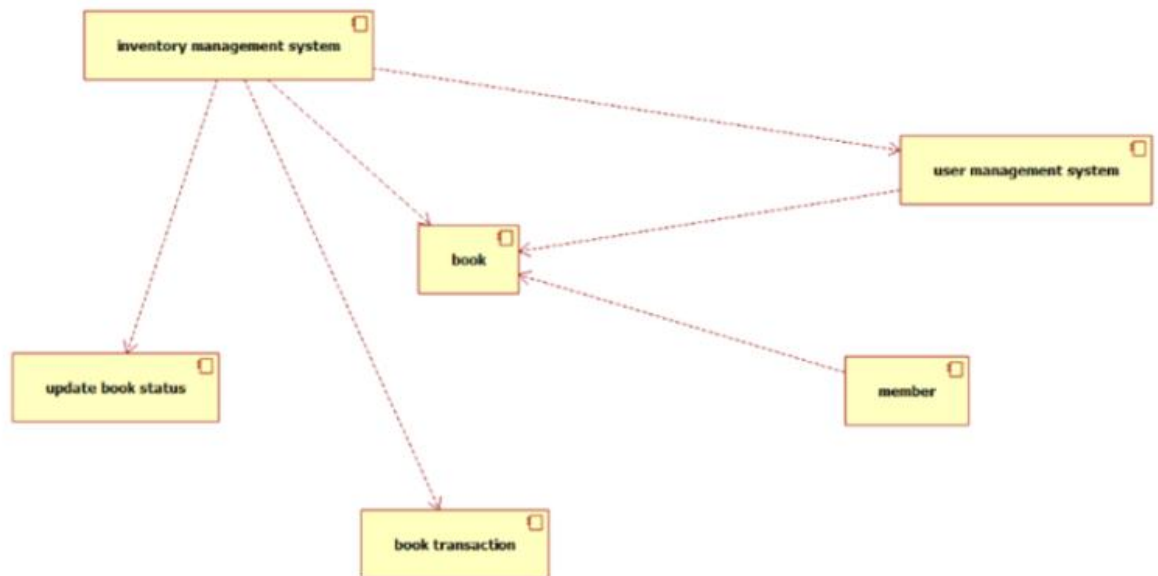 inventory management system
user management system
book
update book status
member
book transaction